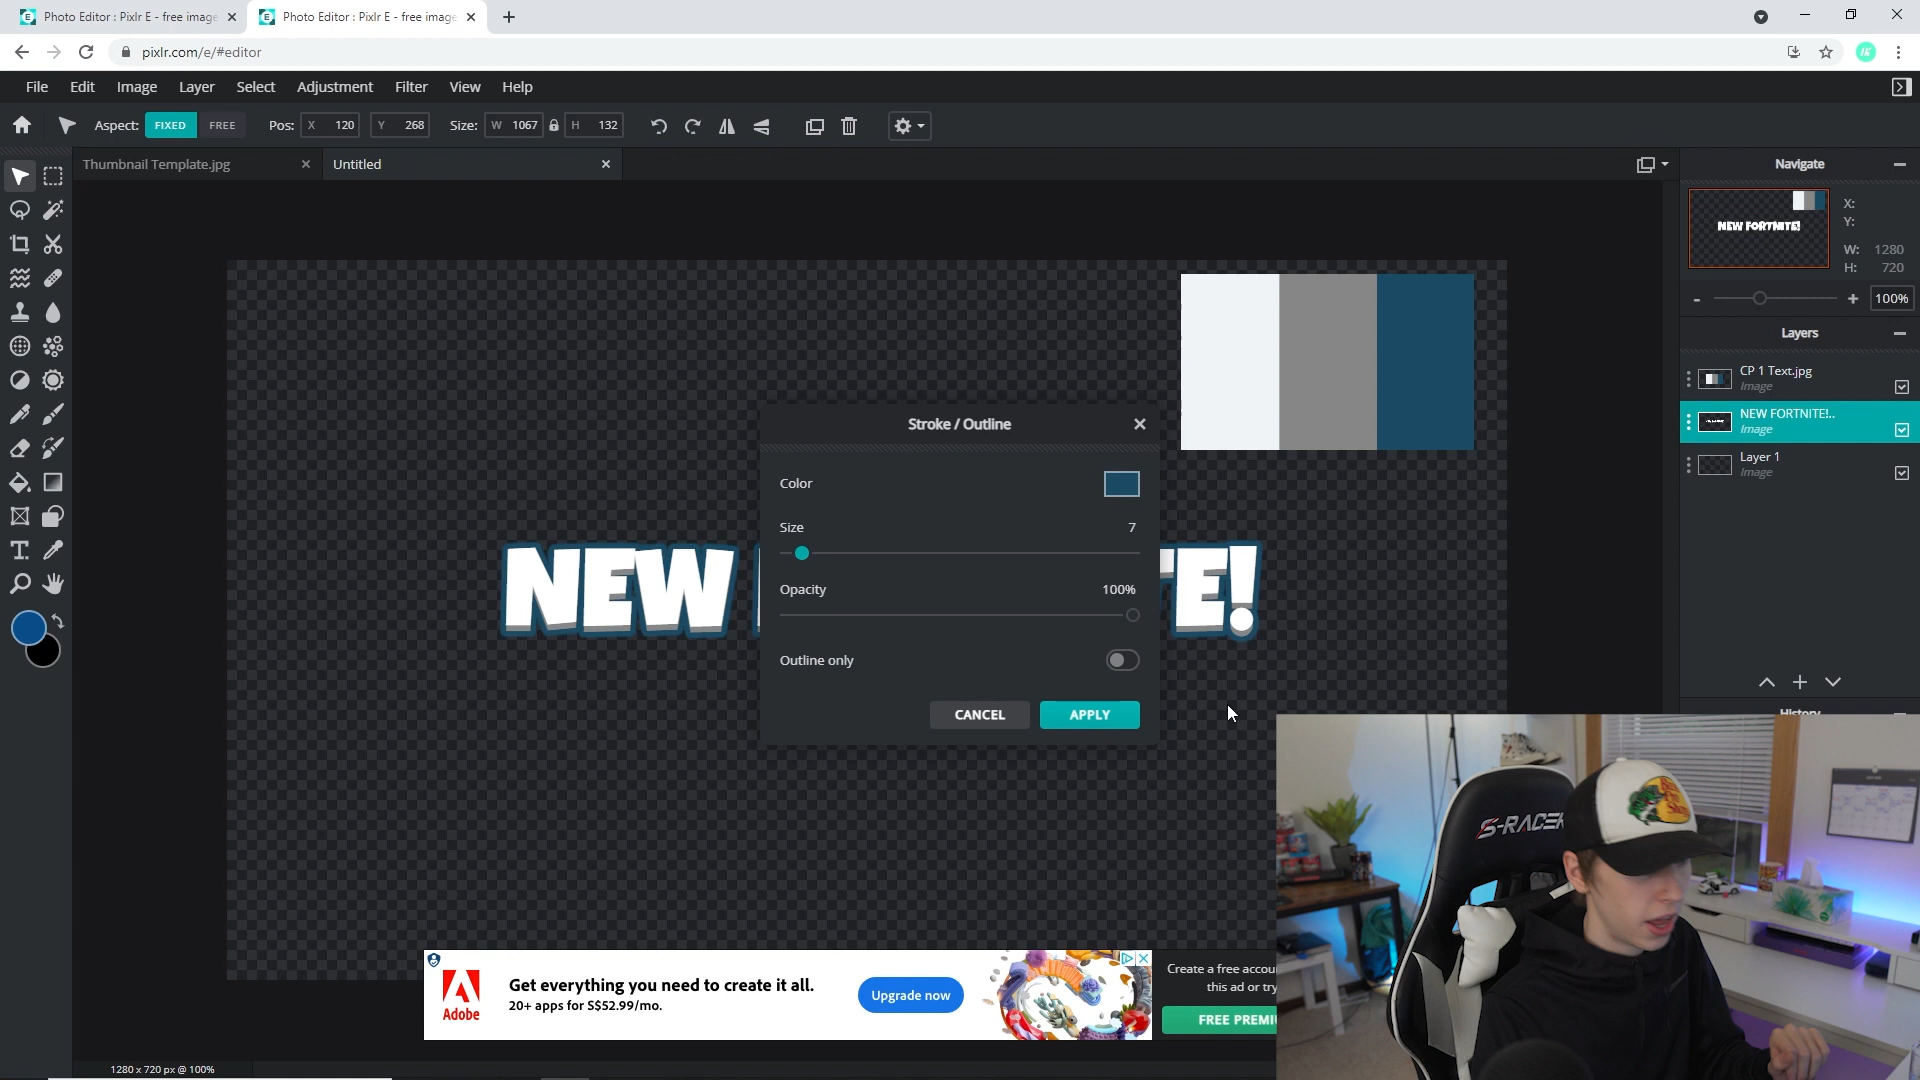 Photo Editor : Pixlr E - free image
Photo Editor : Pixlr E - free image
pixlr.com/e/#editor
File Edit Image Layer Select Adjustment Filter View Help
Aspect: FIXED FREE Pos: X 120 Y 268 Size: W 1067 H 132
Thumbnail Template.jpg
Untitled
Navigate
NEW FORTNITE!
X:
Y:
W: 1280
H: 720
100%
Layers
CP 1 Text.jpg
Image
NEW FORTNITE!..
Image
Layer 1
Image
History
Stroke / Outline
Color
Size 7
Opacity 100%
Outline only
CANCEL APPLY
NEW TE!
Adobe
Get everything you need to create it all.
20+ apps for S$52.99/mo.
Upgrade now
Create a free accou
this ad or try
FREE PREMI
S-RACER
1280 x 720 px @ 100%